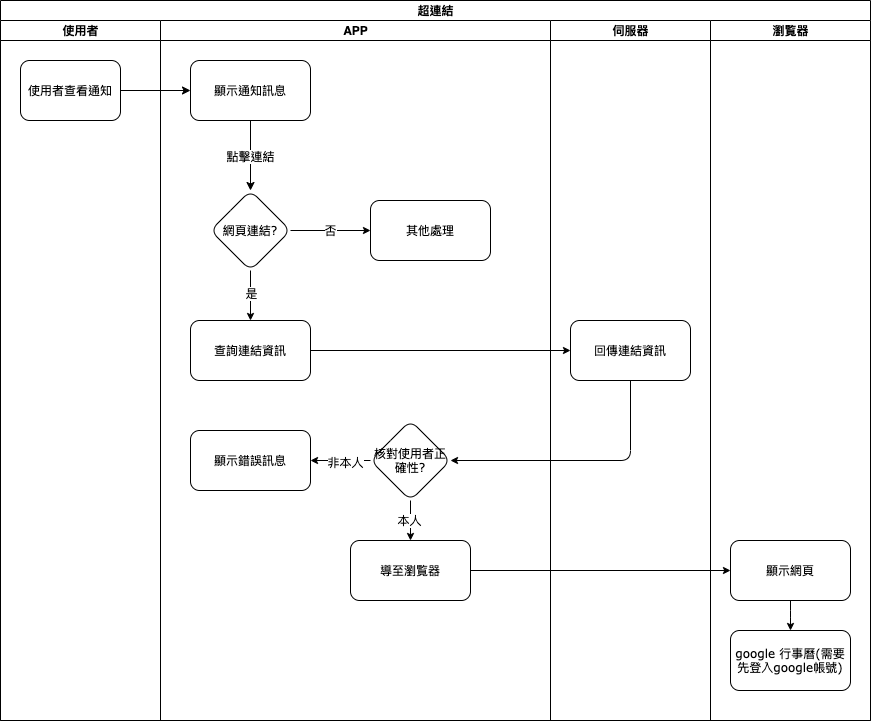 超連結
使用者
APP
伺服器
瀏覧器
使用者查看通知
顯示通知訊息
點擊連結
網頁連結?
否
其他處理
是
查詢連結資訊
回傳連結資訊
核對使用者正
確性?
非本人
顯示錯誤訊息
本人
導至瀏覧器
顯示網頁
google 行事曆(需要
先登入google帳號)